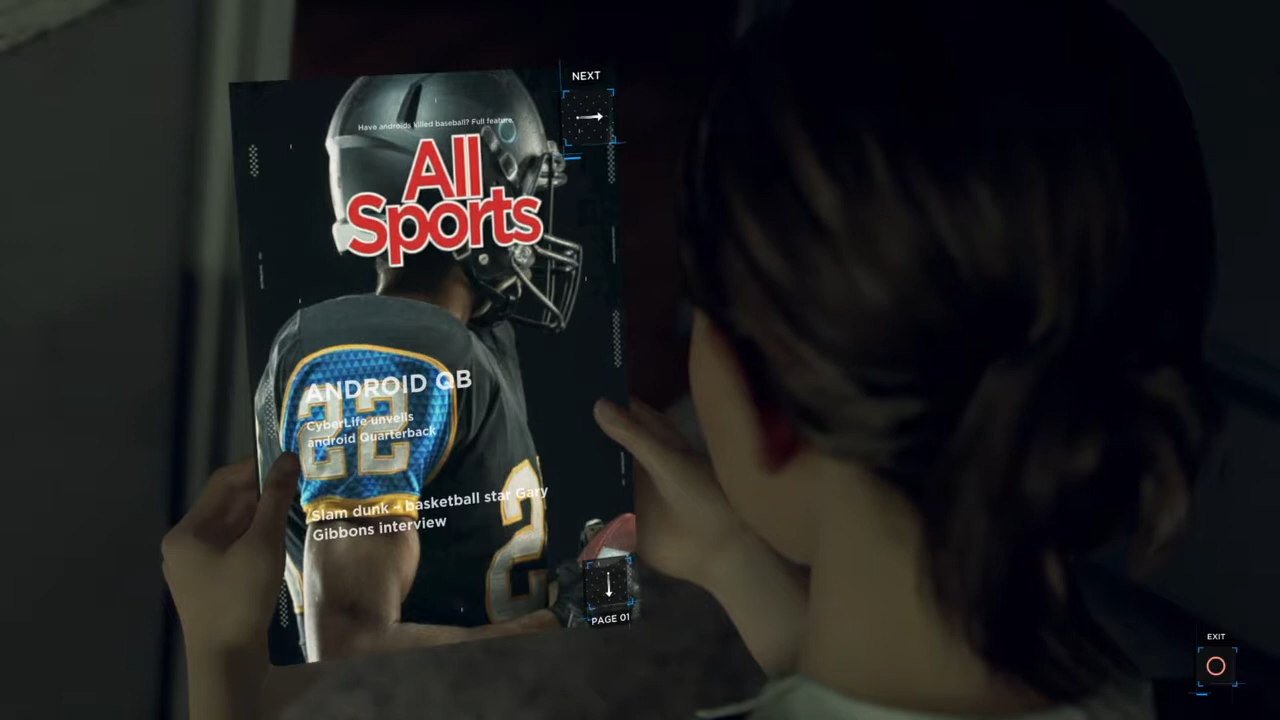 NEXT
Have androids killed baseball? Full feature.
All
Sports
ANDROID QB
22
CyberLife unveils
android Quarterback
Slam dunk - basketball star Gary
Gibbons interview
2
PAGE 01
EXIT